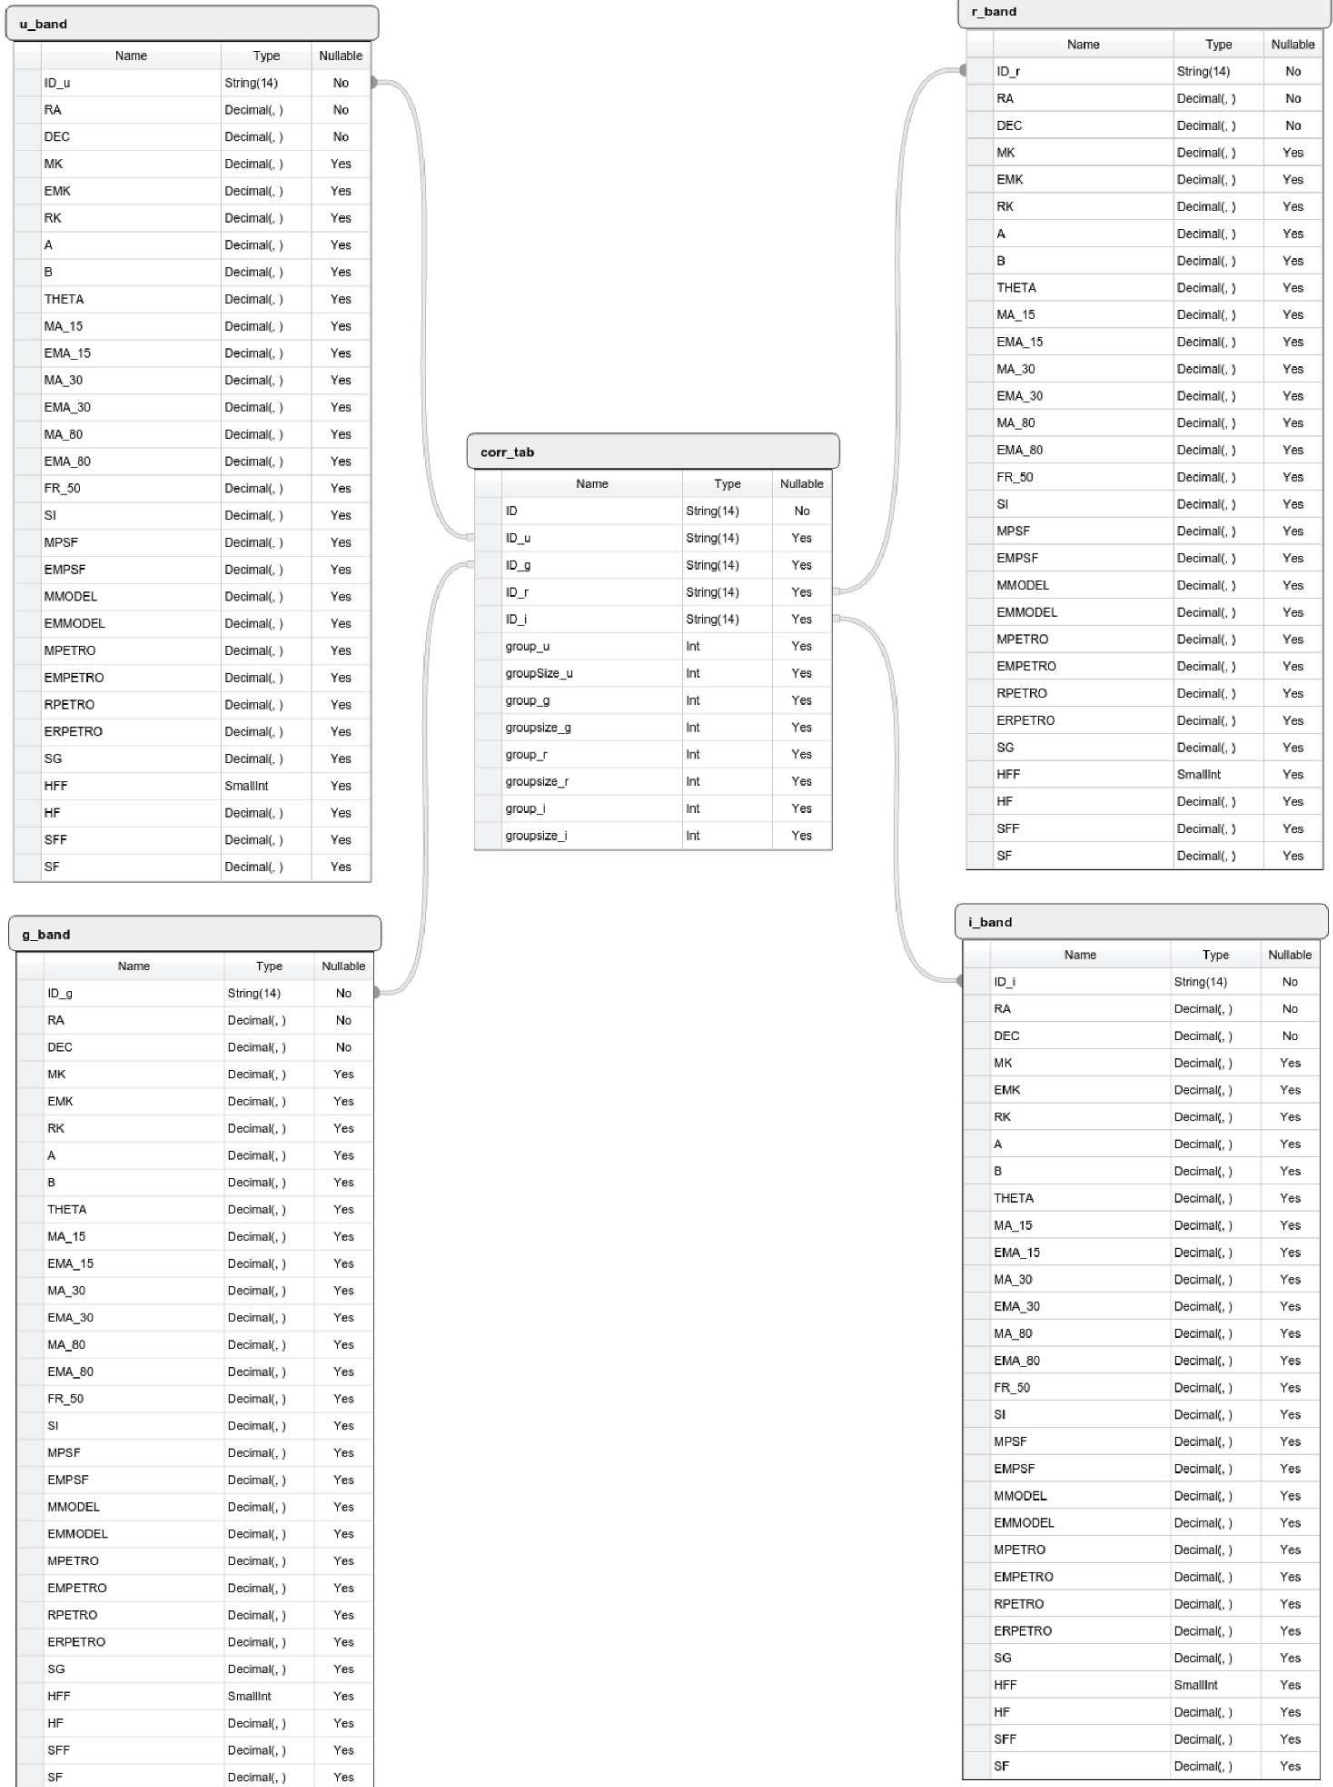 u_band
Name Type Nullable
ID_u String(14) No
RA Decimal(, ) No
DEC Decimal(, ) No
MK Decimal(, ) Yes
EMK Decimal(, ) Yes
RK Decimal(, ) Yes
A Decimal(, ) Yes
B Decimal(, ) Yes
THETA Decimal(, ) Yes
MA_15 Decimal(, ) Yes
EMA_15 Decimal(, ) Yes
MA_30 Decimal(, ) Yes
EMA_30 Decimal(, ) Yes
MA_80 Decimal(, ) Yes
EMA_80 Decimal(, ) Yes
FR_50 Decimal(, ) Yes
SI Decimal(, ) Yes
MPSF Decimal(, ) Yes
EMPSF Decimal(, ) Yes
MMODEL Decimal(, ) Yes
EMMODEL Decimal(, ) Yes
MPETRO Decimal(, ) Yes
EMPETRO Decimal(, ) Yes
RPETRO Decimal(, ) Yes
ERPETRO Decimal(, ) Yes
SG Decimal(, ) Yes
HFF SmallInt Yes
HF Decimal(, ) Yes
SFF Decimal(, ) Yes
SF Decimal(, ) Yes
g_band
Name Type Nullable
ID_g String(14) No
RA Decimal(, ) No
DEC Decimal(, ) No
MK Decimal(, ) Yes
EMK Decimal(, ) Yes
RK Decimal(, ) Yes
A Decimal(, ) Yes
B Decimal(, ) Yes
THETA Decimal(, ) Yes
MA_15 Decimal(, ) Yes
EMA_15 Decimal(, ) Yes
MA_30 Decimal(, ) Yes
EMA_30 Decimal(, ) Yes
MA_80 Decimal(, ) Yes
EMA_80 Decimal(, ) Yes
FR_50 Decimal(, ) Yes
SI Decimal(, ) Yes
MPSF Decimal(, ) Yes
EMPSF Decimal(, ) Yes
MMODEL Decimal(, ) Yes
EMMODEL Decimal(, ) Yes
MPETRO Decimal(, ) Yes
EMPETRO Decimal(, ) Yes
RPETRO Decimal(, ) Yes
ERPETRO Decimal(, ) Yes
SG Decimal(, ) Yes
HFF SmallInt Yes
HF Decimal(, ) Yes
SFF Decimal(, ) Yes
SF Decimal(, ) Yes
corr_tab
Name Type Nullable
ID String(14) No
ID_u String(14) Yes
ID_g String(14) Yes
ID_r String(14) Yes
ID_i String(14) Yes
group_u Int Yes
groupSize_u Int Yes
group_g Int Yes
groupsize_g Int Yes
group_r Int Yes
groupsize_r Int Yes
group_i Int Yes
groupsize_i Int Yes
r_band
Name Type Nullable
ID_r String(14) No
RA Decimal(, ) No
DEC Decimal(, ) No
MK Decimal(, ) Yes
EMK Decimal(, ) Yes
RK Decimal(, ) Yes
A Decimal(, ) Yes
B Decimal(, ) Yes
THETA Decimal(, ) Yes
MA_15 Decimal(, ) Yes
EMA_15 Decimal(, ) Yes
MA_30 Decimal(, ) Yes
EMA_30 Decimal(, ) Yes
MA_80 Decimal(, ) Yes
EMA_80 Decimal(, ) Yes
FR_50 Decimal(, ) Yes
SI Decimal(, ) Yes
MPSF Decimal(, ) Yes
EMPSF Decimal(, ) Yes
MMODEL Decimal(, ) Yes
EMMODEL Decimal(, ) Yes
MPETRO Decimal(, ) Yes
EMPETRO Decimal(, ) Yes
RPETRO Decimal(, ) Yes
ERPETRO Decimal(, ) Yes
SG Decimal(, ) Yes
HFF SmallInt Yes
HF Decimal(, ) Yes
SFF Decimal(, ) Yes
SF Decimal(, ) Yes
i_band
Name Type Nullable
ID_i String(14) No
RA Decimal(, ) No
DEC Decimal(, ) No
MK Decimal(, ) Yes
EMK Decimal(, ) Yes
RK Decimal(, ) Yes
A Decimal(, ) Yes
B Decimal(, ) Yes
THETA Decimal(, ) Yes
MA_15 Decimal(, ) Yes
EMA_15 Decimal(, ) Yes
MA_30 Decimal(, ) Yes
EMA_30 Decimal(, ) Yes
MA_80 Decimal(, ) Yes
EMA_80 Decimal(, ) Yes
FR_50 Decimal(, ) Yes
SI Decimal(, ) Yes
MPSF Decimal(, ) Yes
EMPSF Decimal(, ) Yes
MMODEL Decimal(, ) Yes
EMMODEL Decimal(, ) Yes
MPETRO Decimal(, ) Yes
EMPETRO Decimal(, ) Yes
RPETRO Decimal(, ) Yes
ERPETRO Decimal(, ) Yes
SG Decimal(, ) Yes
HFF SmallInt Yes
HF Decimal(, ) Yes
SFF Decimal(, ) Yes
SF Decimal(, ) Yes